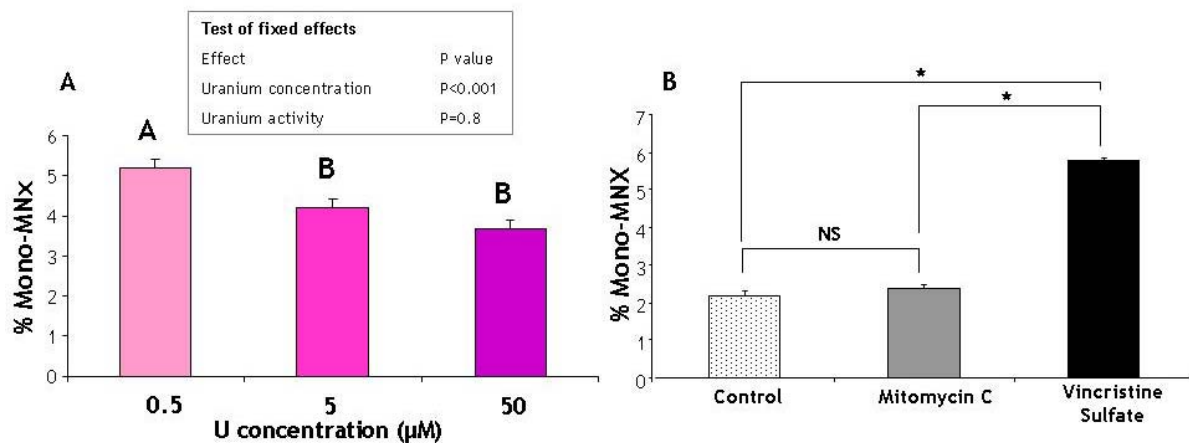 Test of fixed effects
Effect P value
Uranium concentration P<0.001
Uranium activity P=0.8
A
A
B
B
% Mono-MNx
6
5
4
3
2
1
0
0.5 5 50
U concentration (µM)
B
*
*
NS
% Mono-MNX
7
6
5
4
3
2
1
0
Control Mitomycin C Vincristine
Sulfate